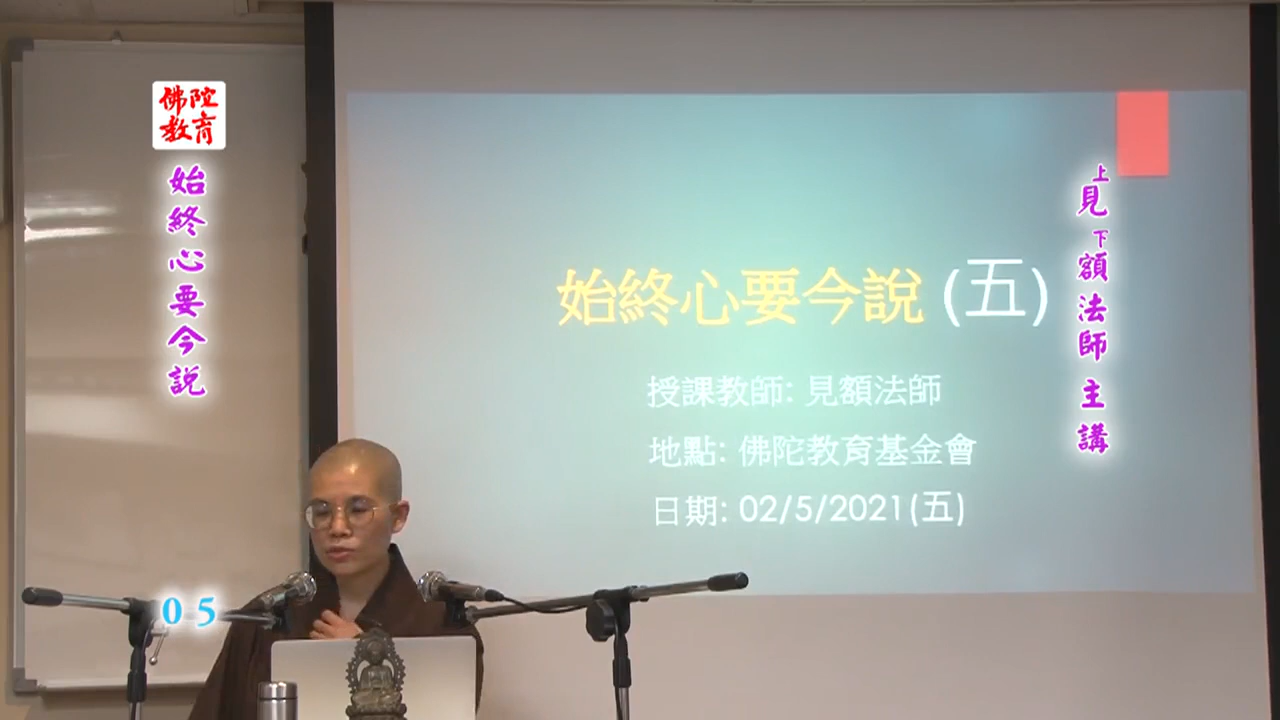 佛陀
教育
始終心要今說
05
始終心要今說 (五)
授課教師: 見額法師
地點: 佛陀教育基金會
日期: 02/5/2021(五)
上見下額法師 主講